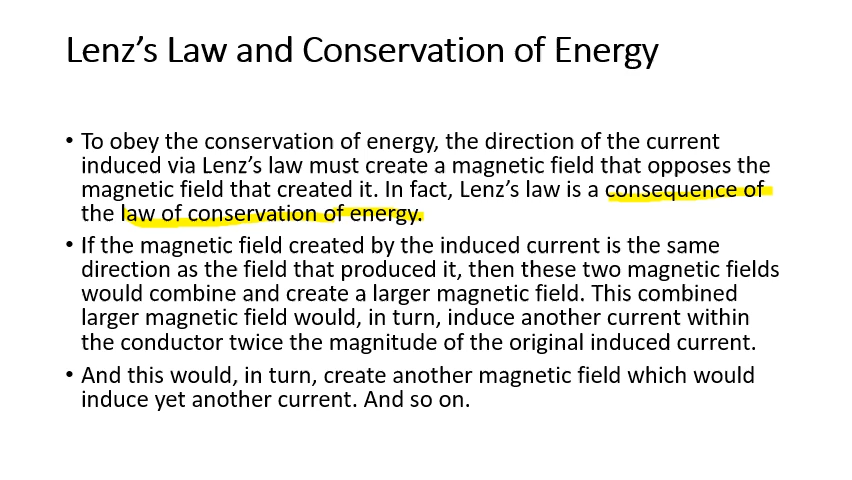 Lenz's Law and Conservation of Energy
• To obey the conservation of energy, the direction of the current
induced via Lenz's law must create a magnetic field that opposes the
magnetic field that created it. In fact, Lenz's law is a consequence of
the law of conservation of energy.
• If the magnetic field created by the induced current is the same
direction as the field that produced it, then these two magnetic fields
would combine and create a larger magnetic field. This combined
larger magnetic field would, in turn, induce another current within
the conductor twice the magnitude of the original induced current.
• And this would, in turn, create another magnetic field which would
induce yet another current. And so on.